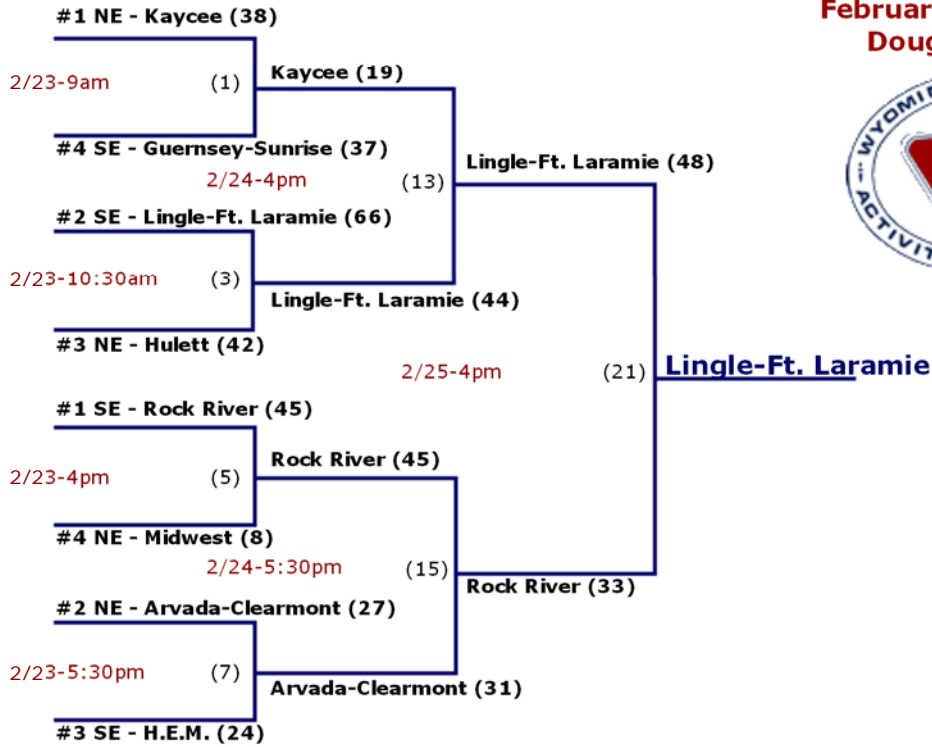 #1 NE - Kaycee (38)
Februar
Doug
2/23-9am
(1)
Kaycee (19)
#4 SE - Guernsey-Sunrise (37)
2/24-4pm
(13)
Lingle-Ft. Laramie (48)
WYOMIN
ACTIVIT
#2 SE - Lingle-Ft. Laramie (66)
2/23-10:30am
(3)
Lingle-Ft. Laramie (44)
#3 NE - Hulett (42)
2/25-4pm
(21)
Lingle-Ft. Laramie
#1 SE - Rock River (45)
2/23-4pm
(5)
Rock River (45)
#4 NE - Midwest (8)
2/24-5:30pm
(15)
Rock River (33)
#2 NE - Arvada-Clearmont (27)
2/23-5:30pm
(7)
Arvada-Clearmont (31)
#3 SE - H.E.M. (24)